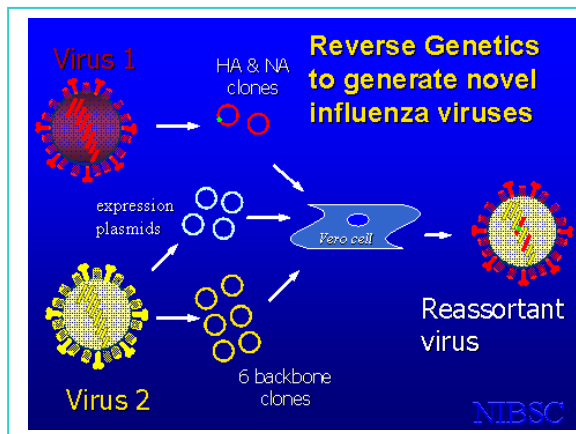 Virus 1
HA & NA
clones
Reverse Genetics
to generate novel
influenza viruses
expression
plasmids
Vero cell
Reassortant
virus
Virus 2
6 backbone
clones
NIBSC